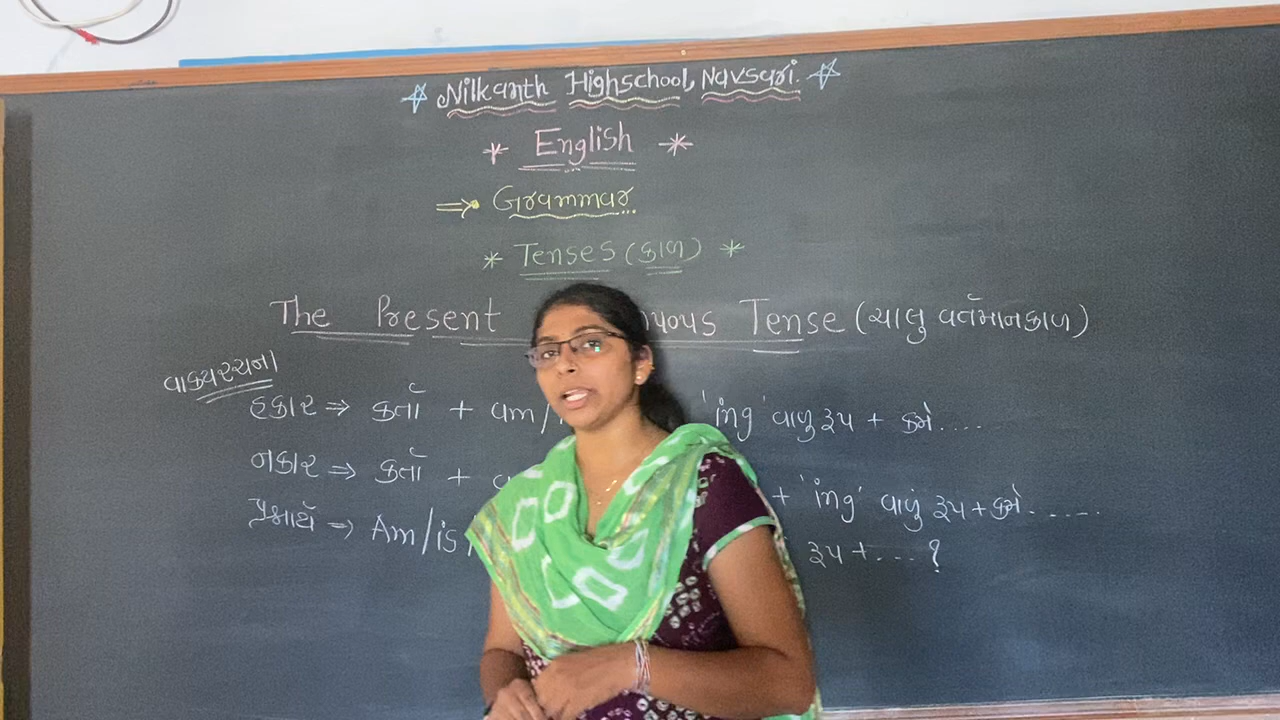 Nilkanth Highschool, Navsari.
* English *
⇒ Grammar
* Tenses (કાળ) *
The Present nuous Tense (ચાલુ વર્તમાનકાળ)
વાક્યરચના
હકાર ⇒ કર્તા + am/ 'ing' વાળુ રૂપ + કર્મ....
નકાર ⇒ કર્તા + + 'ing' વાળું રૂપ + કર્મ......
પ્રશ્નાર્થ ⇒ Am/is રૂપ +....?